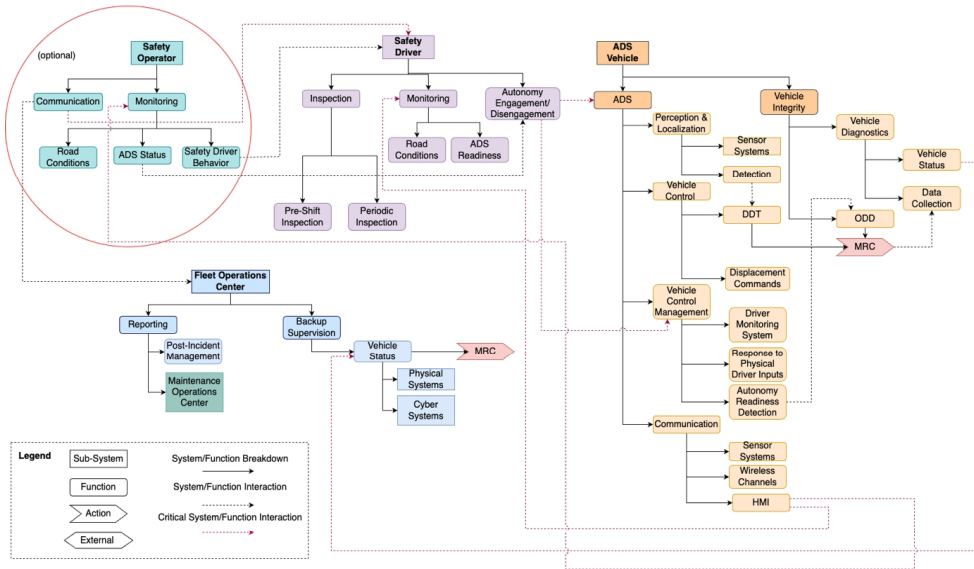 (optional)
Safety
Operator
Communication
Monitoring
Road
Conditions
ADS Status
Safety Driver
Behavior
Safety
Driver
Inspection
Monitoring
Autonomy
Engagement/
Disengagement
Road
Conditions
ADS
Readiness
Pre-Shift
Inspection
Periodic
Inspection
ADS
Vehicle
ADS
Vehicle
Integrity
Perception &
Localization
Sensor
Systems
Detection
Vehicle
Control
DDT
Displacement
Commands
Vehicle
Control
Management
Driver
Monitoring
System
Response to
Physical
Driver Inputs
Autonomy
Readiness
Detection
Communication
Sensor
Systems
Wireless
Channels
HMI
Vehicle
Diagnostics
Vehicle
Status
Data
Collection
ODD
MRC
Fleet Operations
Center
Reporting
Post-Incident
Management
Maintenance
Operations
Center
Backup
Supervision
Vehicle
Status
MRC
Physical
Systems
Cyber
Systems
Legend
Sub-System
Function
Action
External
System/Function Breakdown
System/Function Interaction
Critical System/Function Interaction